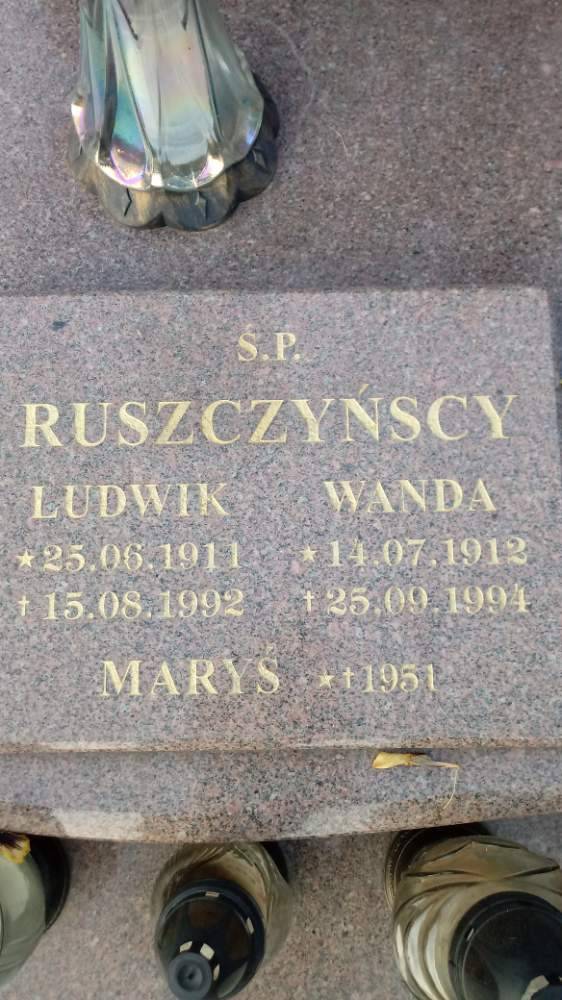 Ś.P.
RUSZCZYŃSCY
LUDWIK WANDA
★25.06.1911 ★14.07.1912
†15.08.1992 †25.09.1994
MARYŚ ★†1951